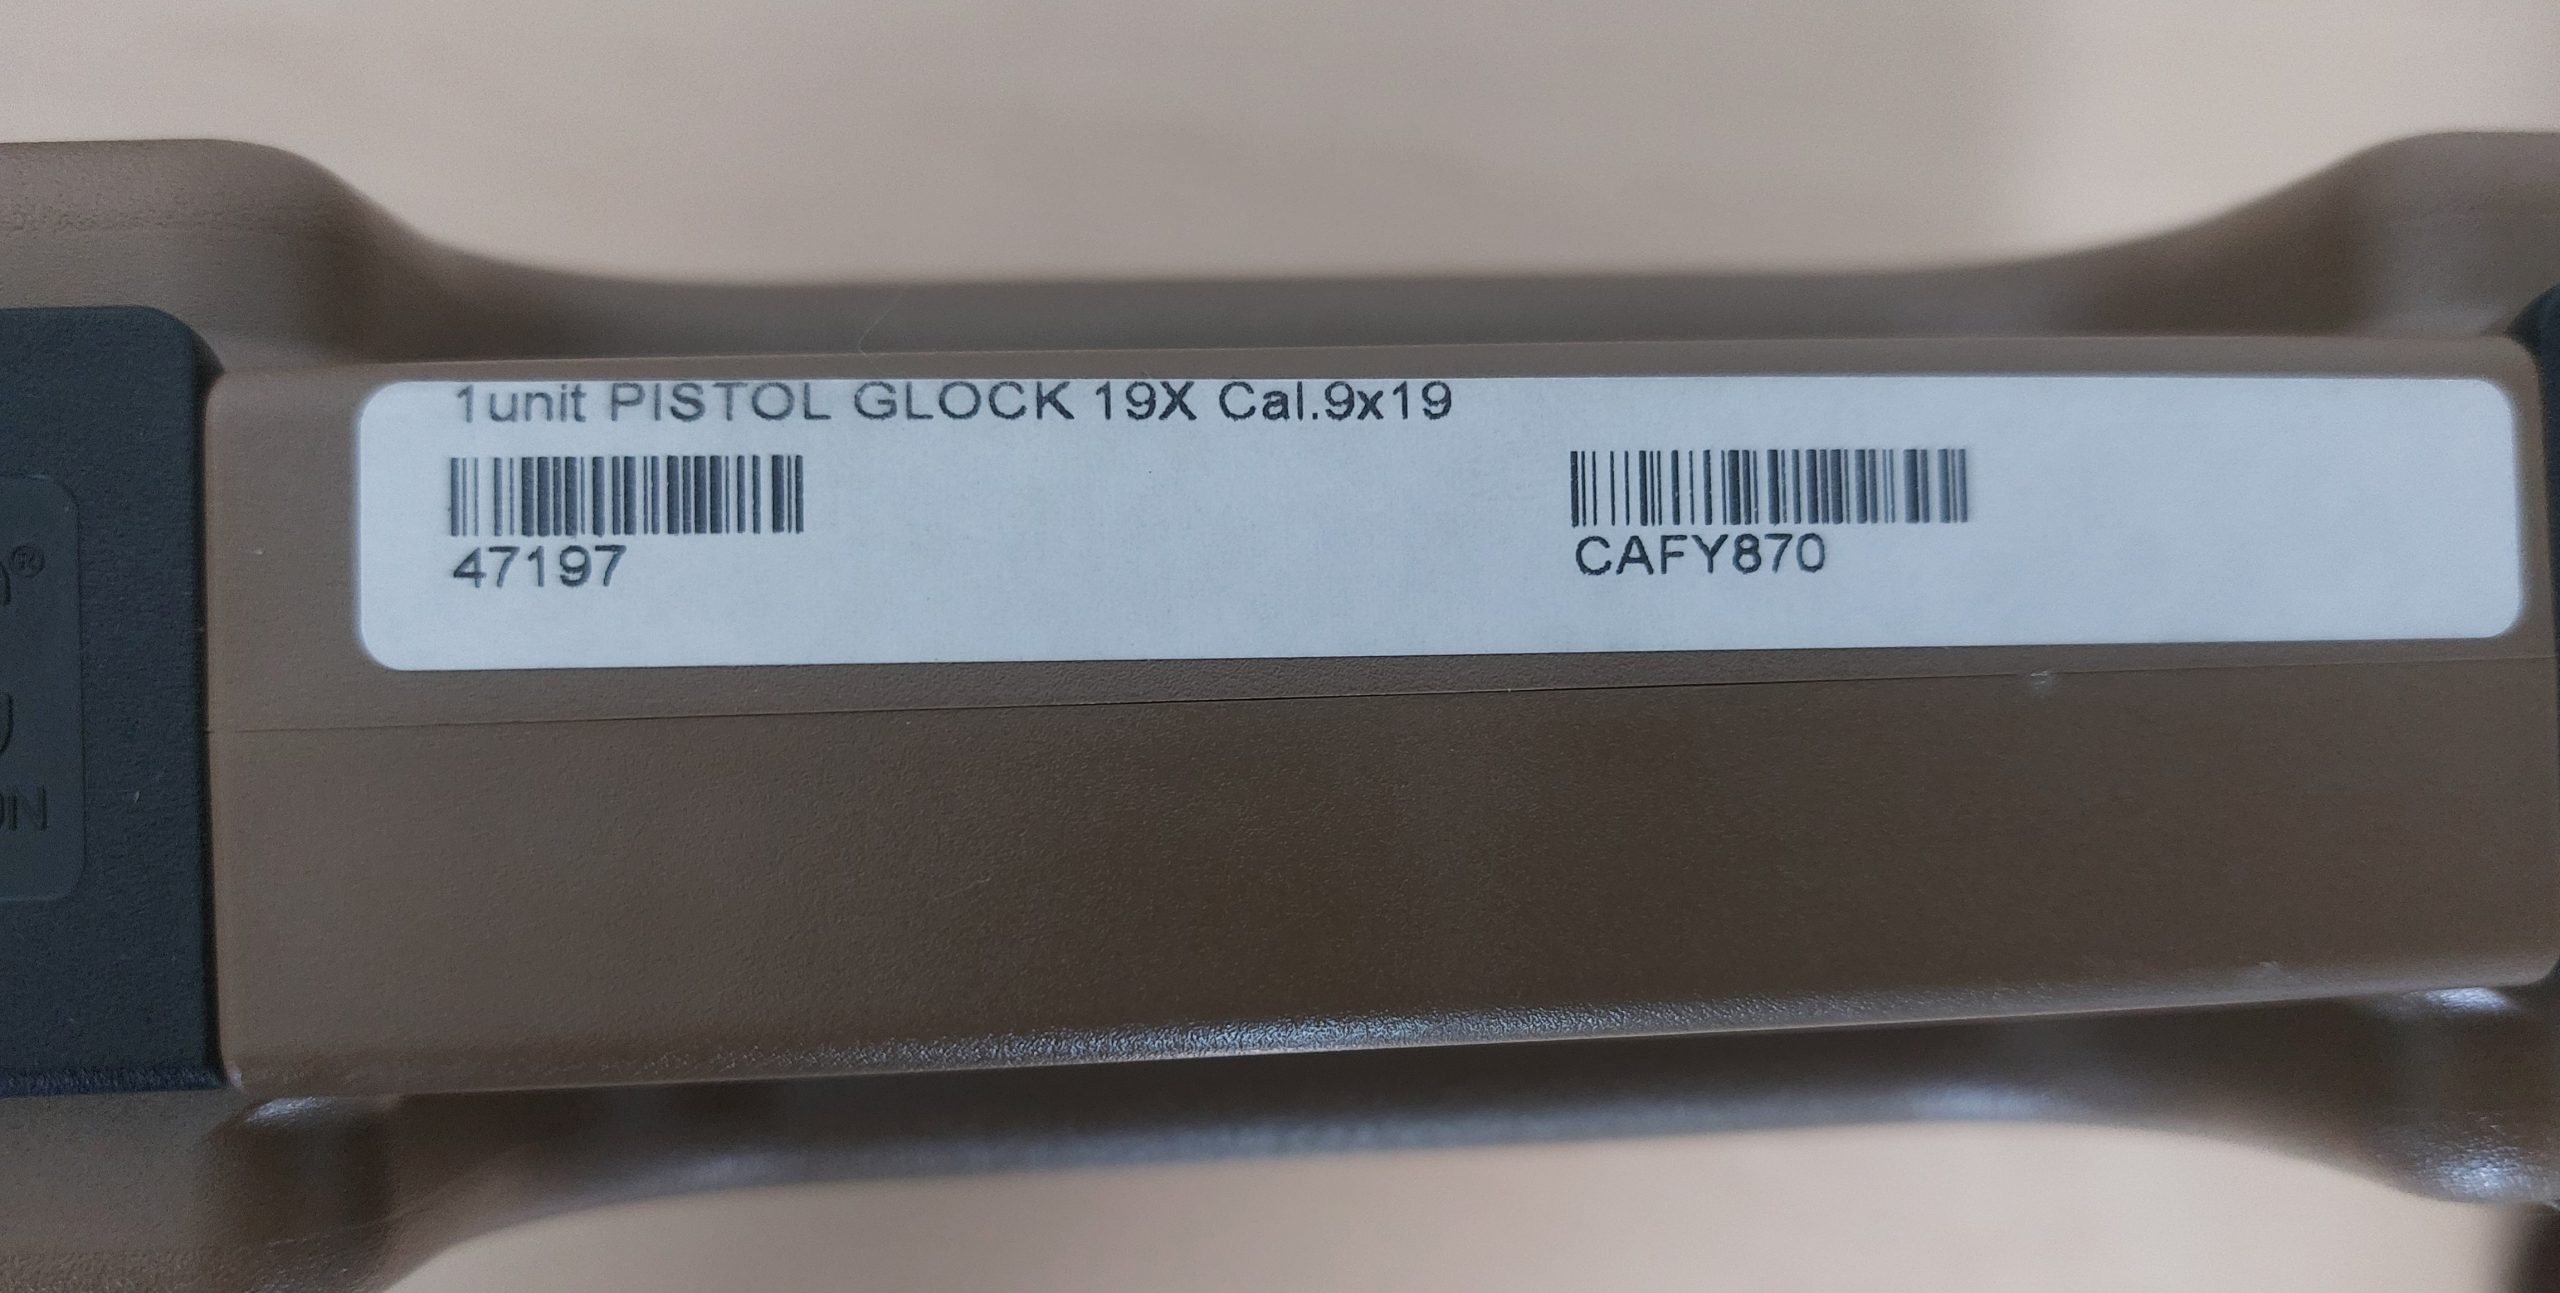 1unit PISTOL GLOCK 19X Cal.9x19
47197
CAFY870